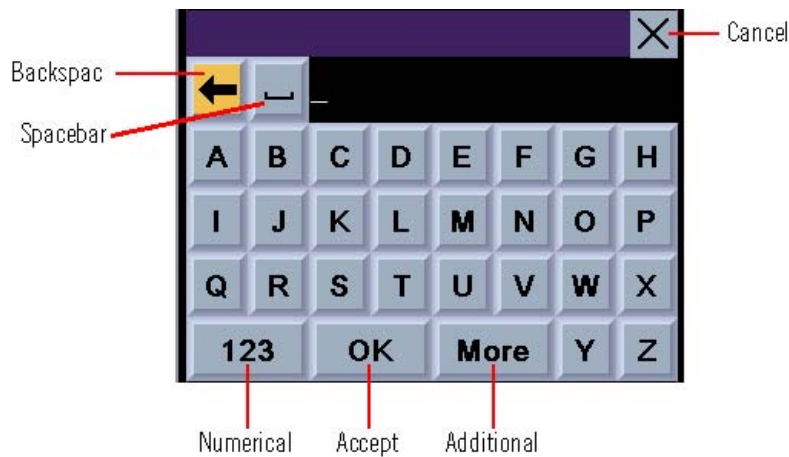 Cancel
Backspac
Spacebar
_
A B C D E F G H
I J K L M N O P
Q R S T U V W X
123 OK More Y Z
Numerical Accept Additional